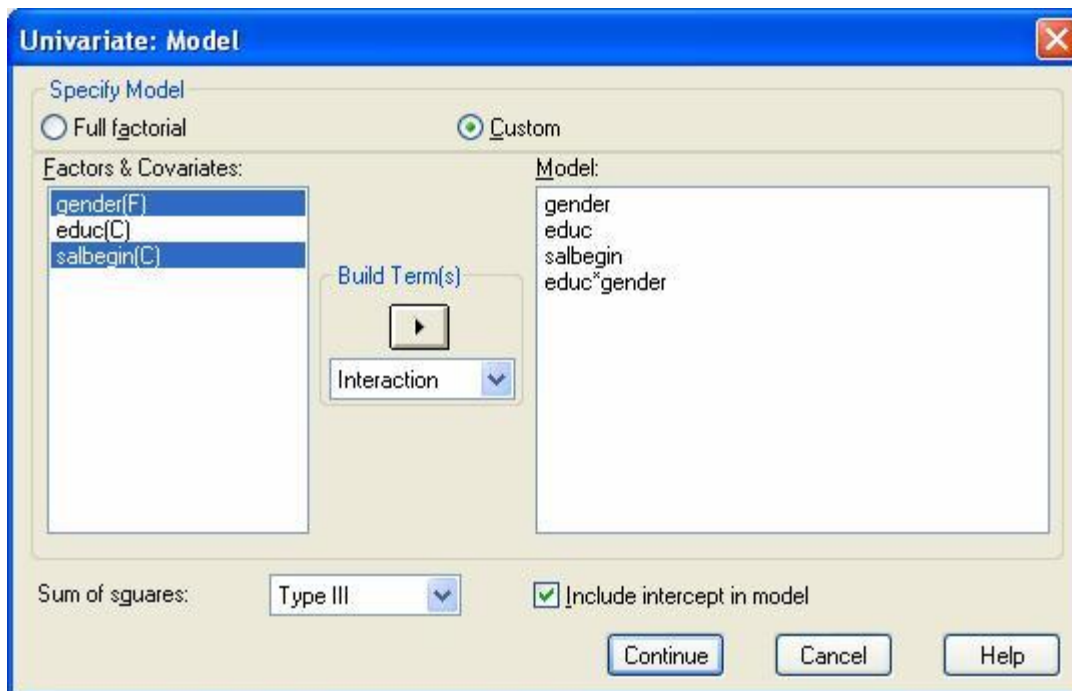 Univariate: Model
Specify Model
Full factorial
Custom
Factors & Covariates:
gender(F)
educ(C)
salbegin(C)
Build Term(s)
Interaction
Model:
gender
educ
salbegin
educ*gender
Sum of squares:
Type III
Include intercept in model
Continue
Cancel
Help